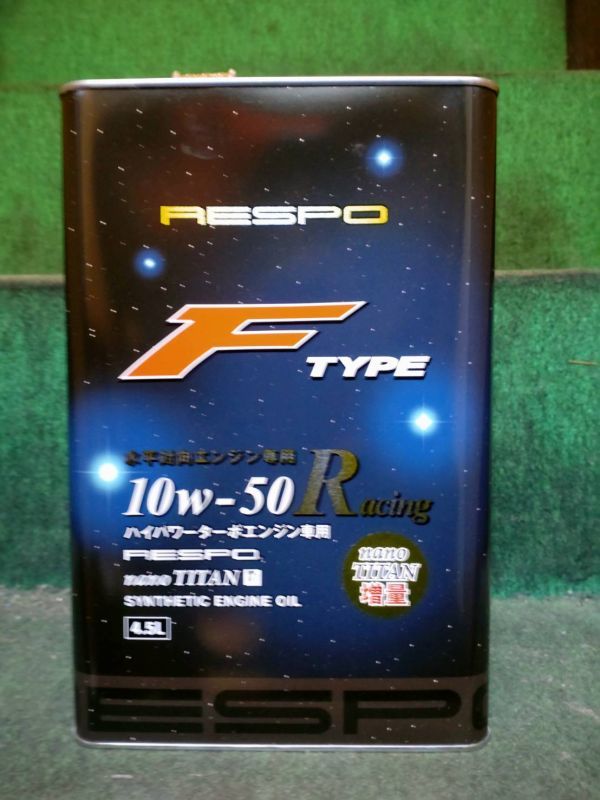 RESPO
F TYPE
水平対向エンジン専用
10w-50 Racing
ハイパワーターボエンジン車用
RESPO
nano TITAN F
SYNTHETIC ENGINE OIL
4.5L
nano
TITAN
増量
ESPO